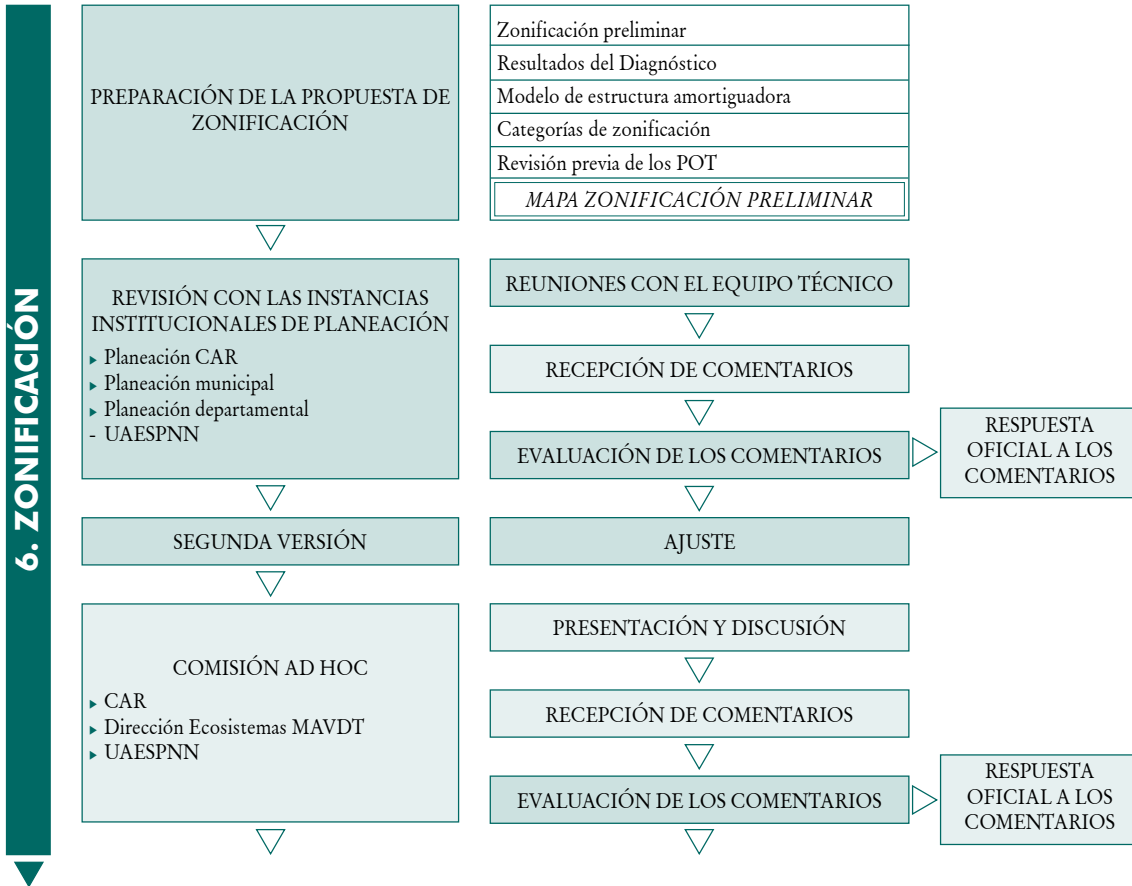 6. ZONIFICACIÓN
PREPARACIÓN DE LA PROPUESTA DE
ZONIFICACIÓN
Zonificación preliminar
Resultados del Diagnóstico
Modelo de estructura amortiguadora
Categorías de zonificación
Revisión previa de los POT
MAPA ZONIFICACIÓN PRELIMINAR
REVISIÓN CON LAS INSTANCIAS
INSTITUCIONALES DE PLANEACIÓN
▸ Planeación CAR
▸ Planeación municipal
▸ Planeación departamental
- UAESPNN
REUNIONES CON EL EQUIPO TÉCNICO
RECEPCIÓN DE COMENTARIOS
EVALUACIÓN DE LOS COMENTARIOS
RESPUESTA
OFICIAL A LOS
COMENTARIOS
SEGUNDA VERSIÓN
AJUSTE
COMISIÓN AD HOC
▸ CAR
▸ Dirección Ecosistemas MAVDT
▸ UAESPNN
PRESENTACIÓN Y DISCUSIÓN
RECEPCIÓN DE COMENTARIOS
EVALUACIÓN DE LOS COMENTARIOS
RESPUESTA
OFICIAL A LOS
COMENTARIOS